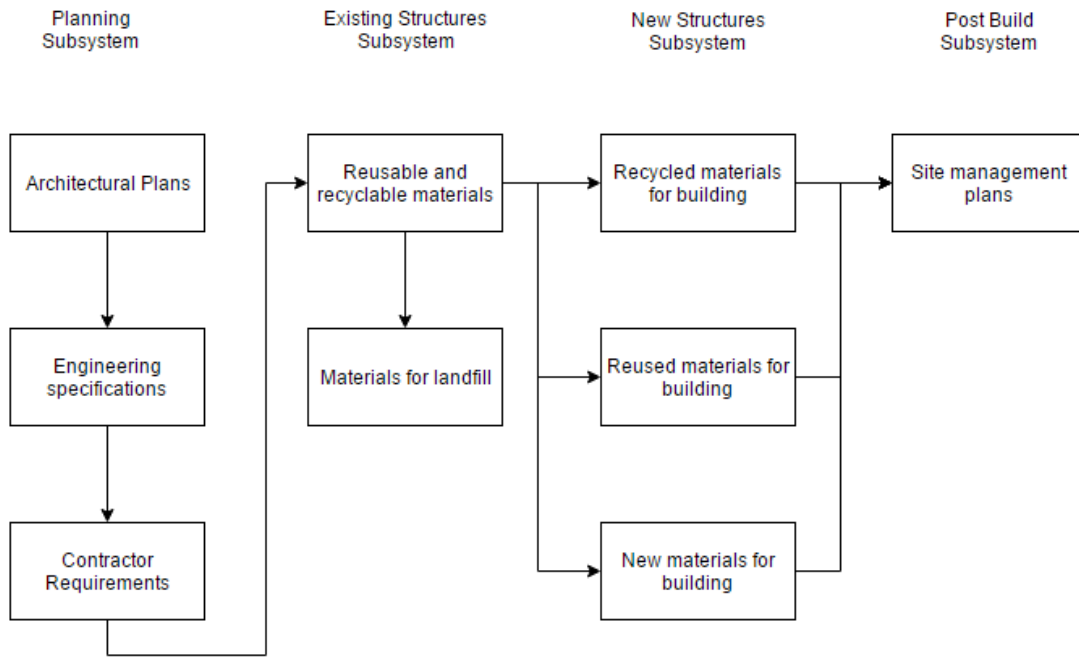 Planning
Subsystem
Existing Structures
Subsystem
New Structures
Subsystem
Post Build
Subsystem
Architectural Plans
Reusable and
recyclable materials
Recycled materials
for building
Site management
plans
Engineering
specifications
Materials for landfill
Reused materials for
building
Contractor
Requirements
New materials for
building